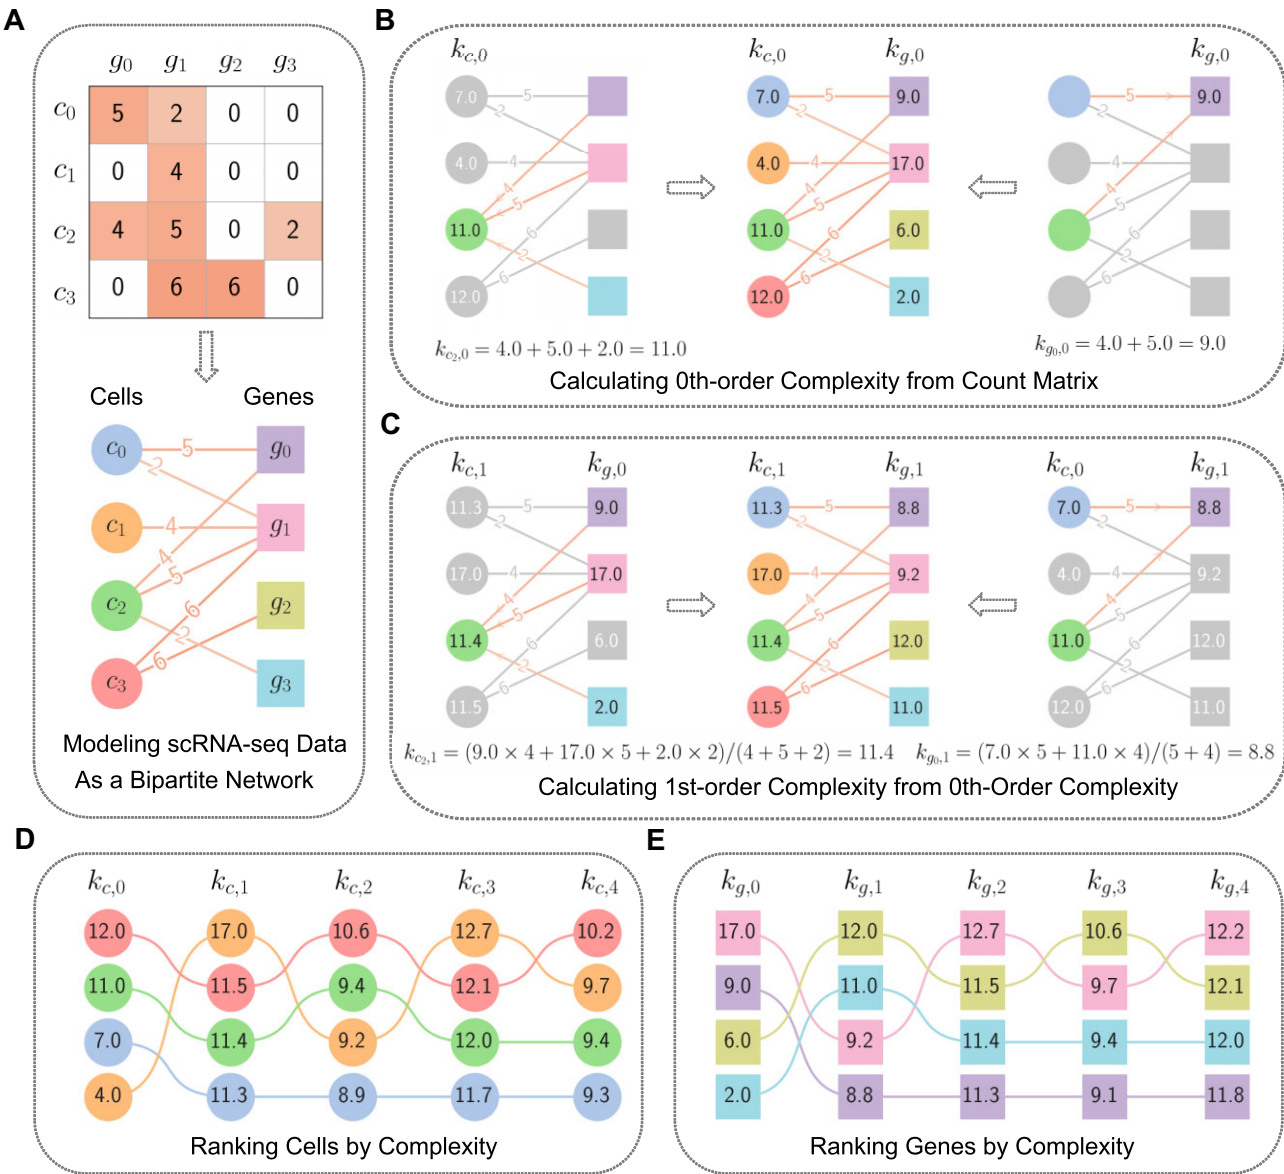 A
g0 g1 g2 g3
c0 5 2 0 0
c1 0 4 0 0
c2 4 5 0 2
c3 0 6 6 0
Cells Genes
c0 5 g0
2
c1 4 g1
4
5
c2 g2
6
2
c3 6 g3
Modeling scRNA-seq Data
As a Bipartite Network
B
kc,0 kc,0 kg,0 kg,0
7.0 5 7.0 5 9.0 5 9.0
2 2 2
4.0 4 4.0 4 17.0 4
4 4 4
5 5 5
11.0 11.0 6.0
6 6 6
2 2 2
12.0 6 12.0 6 2.0 6
kc2,0 = 4.0 + 5.0 + 2.0 = 11.0 kg0,0 = 4.0 + 5.0 = 9.0
Calculating 0th-order Complexity from Count Matrix
C
kc,1 kg,0 kc,1 kg,1 kc,0 kg,1
11.3 5 9.0 11.3 5 8.8 7.0 5 8.8
2 2 2
17.0 4 17.0 17.0 4 9.2 4.0 4 9.2
4 4 4
5 5 5
11.4 6.0 11.4 12.0 11.0 12.0
6 6 6
2 2 2
11.5 6 2.0 11.5 6 11.0 12.0 6 11.0
kc2,1 = (9.0 × 4 + 17.0 × 5 + 2.0 × 2)/(4 + 5 + 2) = 11.4 kg0,1 = (7.0 × 5 + 11.0 × 4)/(5 + 4) = 8.8
Calculating 1st-order Complexity from 0th-Order Complexity
D
kc,0 kc,1 kc,2 kc,3 kc,4
12.0 17.0 10.6 12.7 10.2
11.0 11.5 9.4 12.1 9.7
7.0 11.4 9.2 12.0 9.4
4.0 11.3 8.9 11.7 9.3
Ranking Cells by Complexity
E
kg,0 kg,1 kg,2 kg,3 kg,4
17.0 12.0 12.7 10.6 12.2
9.0 11.0 11.5 9.7 12.1
6.0 9.2 11.4 9.4 12.0
2.0 8.8 11.3 9.1 11.8
Ranking Genes by Complexity